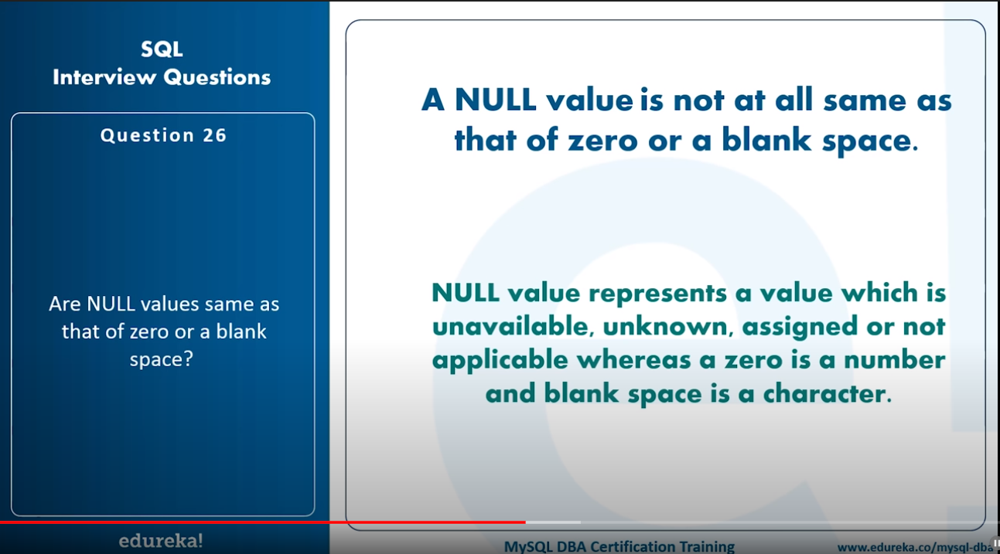 SQL
Interview Questions
Question 26
Are NULL values same as
that of zero or a blank
space?
A NULL value is not at all same as
that of zero or a blank space.
NULL value represents a value which is
unavailable, unknown, assigned or not
applicable whereas a zero is a number
and blank space is a character.
edureka!
MySQL DBA Certification Training
www.edureka.co/mysql-dba